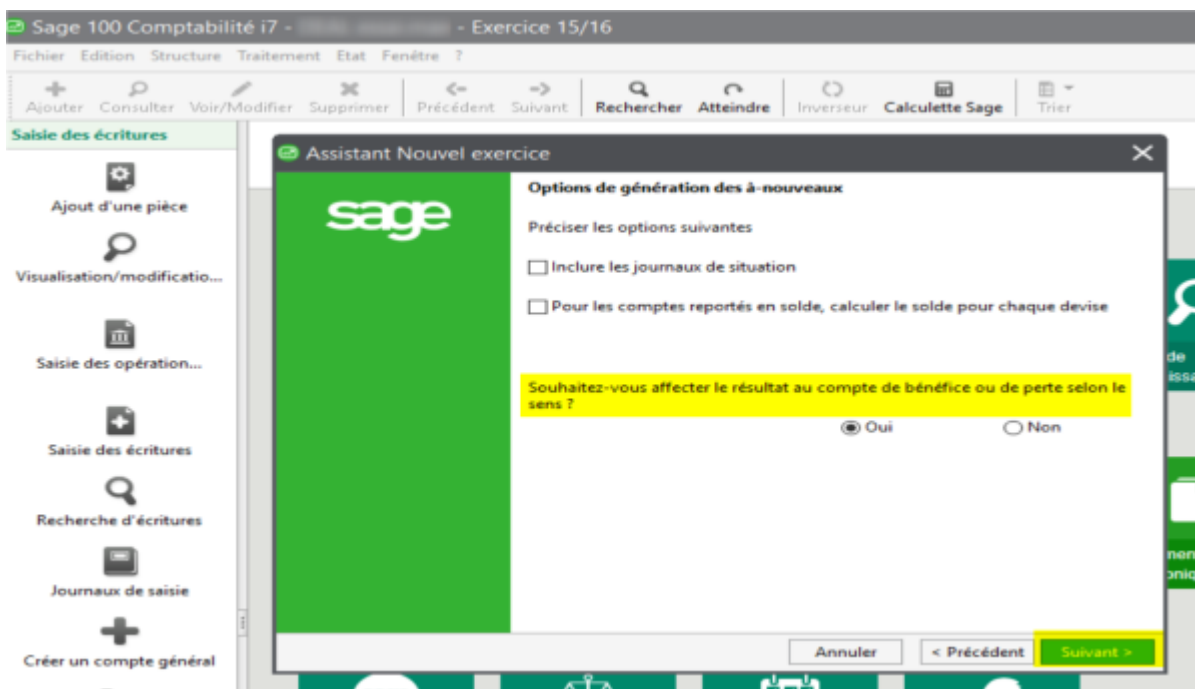 Sage 100 Comptabilité i7 - - Exercice 15/16
Fichier Edition Structure Traitement Etat Fenêtre ?
Ajouter Consulter Voir/Modifier Supprimer Précédent Suivant Rechercher Atteindre Inverseur Calculette Sage Trier
Saisie des écritures
Ajout d'une pièce
Visualisation/modificatio...
Saisie des opération...
Saisie des écritures
Recherche d'écritures
Journaux de saisie
Créer un compte général
Assistant Nouvel exercice
sage
Options de génération des à-nouveaux
Préciser les options suivantes
Inclure les journaux de situation
Pour les comptes reportés en solde, calculer le solde pour chaque devise
Souhaitez-vous affecter le résultat au compte de bénéfice ou de perte selon le
sens ?
Oui Non
Annuler < Précédent Suivant >
de